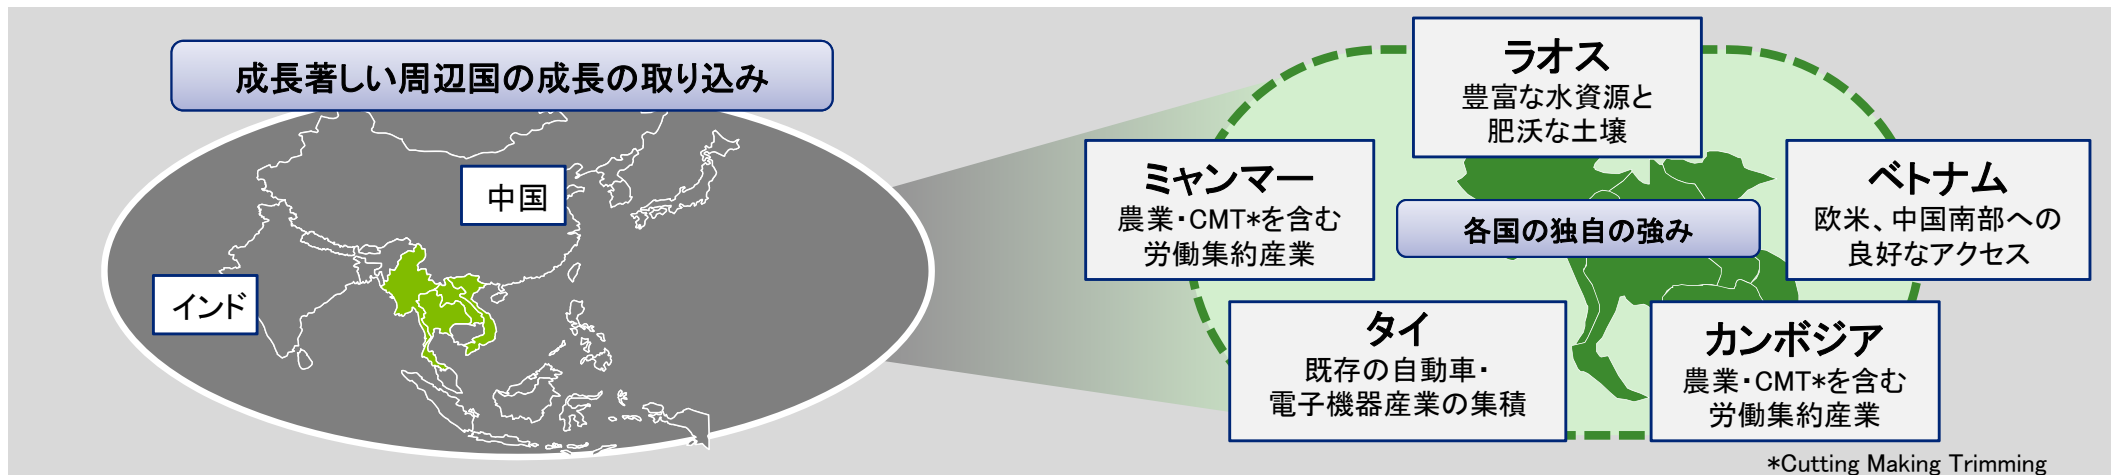 成長著しい周辺国の成長の取り込み
中国
インド
ラオス
豊富な水資源と
肥沃な土壌
ミャンマー
農業・CMT*を含む
労働集約産業
各国の独自の強み
ベトナム
欧米、中国南部への
良好なアクセス
タイ
既存の自動車・
電子機器産業の集積
カンボジア
農業・CMT*を含む
労働集約産業
*Cutting Making Trimming